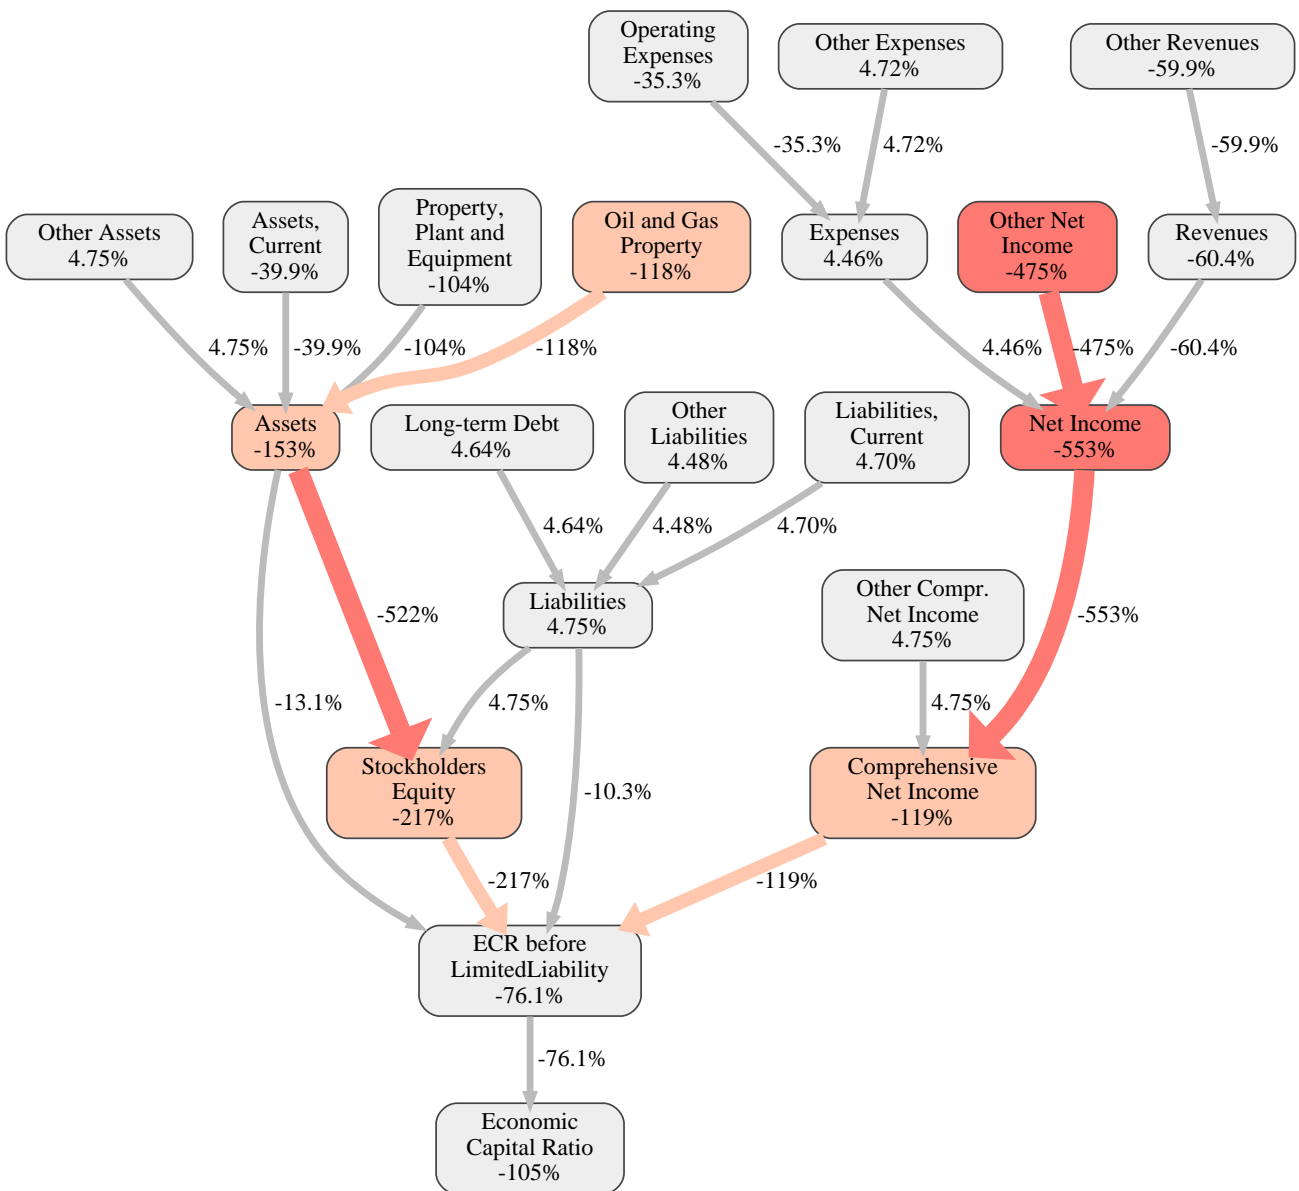 Operating
Expenses
-35.3%
Other Expenses
4.72%
Other Revenues
-59.9%
-35.3%
4.72%
-59.9%
Other Assets
4.75%
Assets,
Current
-39.9%
Property,
Plant and
Equipment
-104%
Oil and Gas
Property
-118%
Expenses
4.46%
Other Net
Income
-475%
Revenues
-60.4%
4.75%
-39.9%
-104%
-118%
4.46%
-475%
-60.4%
Assets
-153%
Long-term Debt
4.64%
Other
Liabilities
4.48%
Liabilities,
Current
4.70%
Net Income
-553%
4.64%
4.48%
4.70%
Liabilities
4.75%
Other Compr.
Net Income
4.75%
-522%
-553%
-13.1%
4.75%
4.75%
Stockholders
Equity
-217%
-10.3%
Comprehensive
Net Income
-119%
-217%
-119%
ECR before
LimitedLiability
-76.1%
-76.1%
Economic
Capital Ratio
-105%